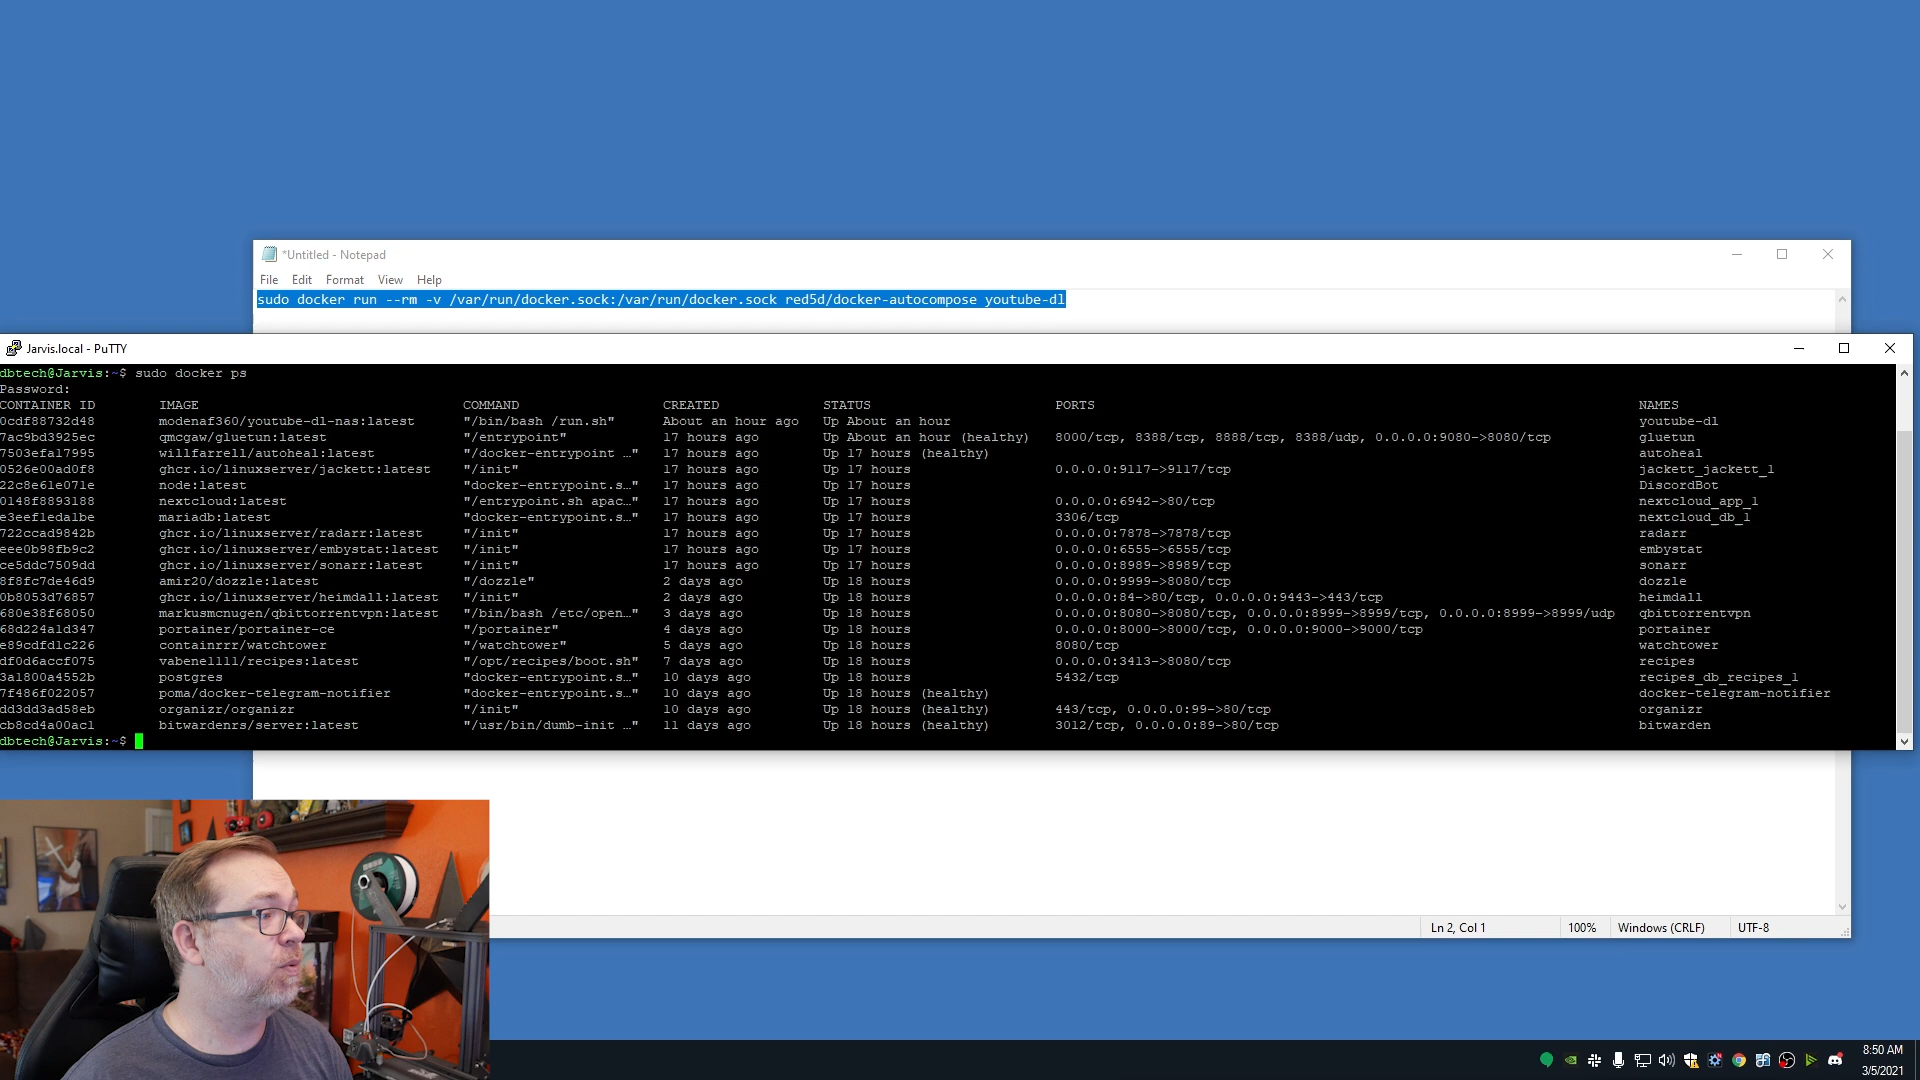 *Untitled - Notepad
File Edit Format View Help
sudo docker run --rm -v /var/run/docker.sock:/var/run/docker.sock red5d/docker-autocompose youtube-dl
Jarvis.local - PuTTY
dbtech@Jarvis:~$ sudo docker ps
Password:
CONTAINER ID IMAGE COMMAND CREATED STATUS PORTS NAMES
0cdf88732d48 modenaf360/youtube-dl-nas:latest "/bin/bash /run.sh" About an hour ago Up About an hour youtube-dl
7ac9bd3925ec qmcgaw/gluetun:latest "/entrypoint" 17 hours ago Up About an hour (healthy) 8000/tcp, 8388/tcp, 8888/tcp, 8388/udp, 0.0.0.0:9080->8080/tcp gluetun
7503efa17995 willfarrell/autoheal:latest "/docker-entrypoint …" 17 hours ago Up 17 hours (healthy) autoheal
0526e00ad0f8 ghcr.io/linuxserver/jackett:latest "/init" 17 hours ago Up 17 hours 0.0.0.0:9117->9117/tcp jackett_jackett_1
22c8e61e071e node:latest "docker-entrypoint.s…" 17 hours ago Up 17 hours DiscordBot
0148f8893188 nextcloud:latest "/entrypoint.sh apac…" 17 hours ago Up 17 hours 0.0.0.0:6942->80/tcp nextcloud_app_1
e3eef1eda1be mariadb:latest "docker-entrypoint.s…" 17 hours ago Up 17 hours 3306/tcp nextcloud_db_1
722ccad9842b ghcr.io/linuxserver/radarr:latest "/init" 17 hours ago Up 17 hours 0.0.0.0:7878->7878/tcp radarr
eee0b98fb9c2 ghcr.io/linuxserver/embystat:latest "/init" 17 hours ago Up 17 hours 0.0.0.0:6555->6555/tcp embystat
ce5ddc7509dd ghcr.io/linuxserver/sonarr:latest "/init" 17 hours ago Up 17 hours 0.0.0.0:8989->8989/tcp sonarr
8f8fc7de46d9 amir20/dozzle:latest "/dozzle" 2 days ago Up 18 hours 0.0.0.0:9999->8080/tcp dozzle
0b8053d76857 ghcr.io/linuxserver/heimdall:latest "/init" 2 days ago Up 18 hours 0.0.0.0:84->80/tcp, 0.0.0.0:9443->443/tcp heimdall
680e38f68050 markusmcnugen/qbittorrentvpn:latest "/bin/bash /etc/open…" 3 days ago Up 18 hours 0.0.0.0:8080->8080/tcp, 0.0.0.0:8999->8999/tcp, 0.0.0.0:8999->8999/udp qbittorrentvpn
68d224a1d347 portainer/portainer-ce "/portainer" 4 days ago Up 18 hours 0.0.0.0:8000->8000/tcp, 0.0.0.0:9000->9000/tcp portainer
e89cdfd1c226 containrrr/watchtower "/watchtower" 5 days ago Up 18 hours 8080/tcp watchtower
df0d6accf075 vabene1111/recipes:latest "/opt/recipes/boot.sh" 7 days ago Up 18 hours 0.0.0.0:3413->8080/tcp recipes
3a1800a4552b postgres "docker-entrypoint.s…" 10 days ago Up 18 hours 5432/tcp recipes_db_recipes_1
7f486f022057 poma/docker-telegram-notifier "docker-entrypoint.s…" 10 days ago Up 18 hours (healthy) docker-telegram-notifier
dd3dd3ad58eb organizr/organizr "/init" 10 days ago Up 18 hours (healthy) 443/tcp, 0.0.0.0:99->80/tcp organizr
cb8cd4a00ac1 bitwardenrs/server:latest "/usr/bin/dumb-init …" 11 days ago Up 18 hours (healthy) 3012/tcp, 0.0.0.0:89->80/tcp bitwarden
dbtech@Jarvis:~$
Ln 2, Col 1 100% Windows (CRLF) UTF-8
8:50 AM
3/5/2021